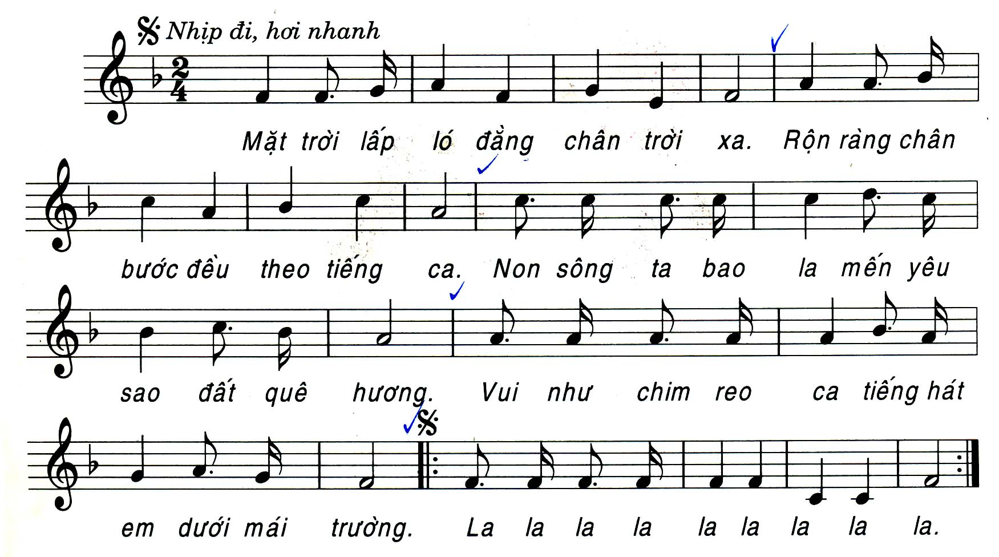 Nhịp đi, hơi nhanh
2
4
Mặt trời lấp ló đằng chân trời xa. Rộn ràng chân
bước đều theo tiếng ca. Non sông ta bao la mến yêu
sao đất quê hương. Vui như chim reo ca tiếng hát
em dưới mái trường. La la la la la la la la la.